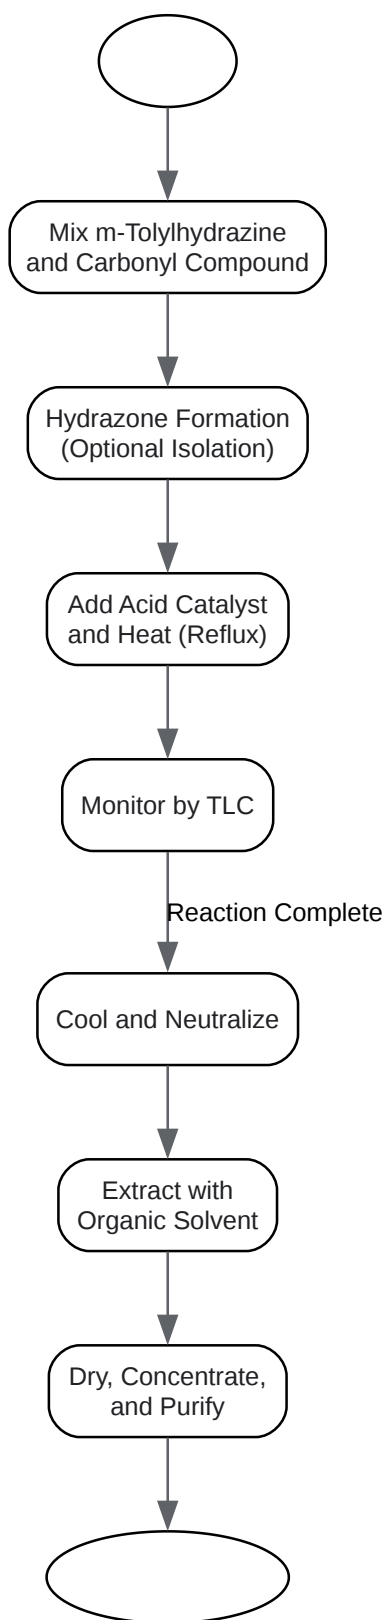 Mix m-Tolylhydrazine
and Carbonyl Compound
Hydrazone Formation
(Optional Isolation)
Add Acid Catalyst
and Heat (Reflux)
Monitor by TLC
Reaction Complete
Cool and Neutralize
Extract with
Organic Solvent
Dry, Concentrate,
and Purify